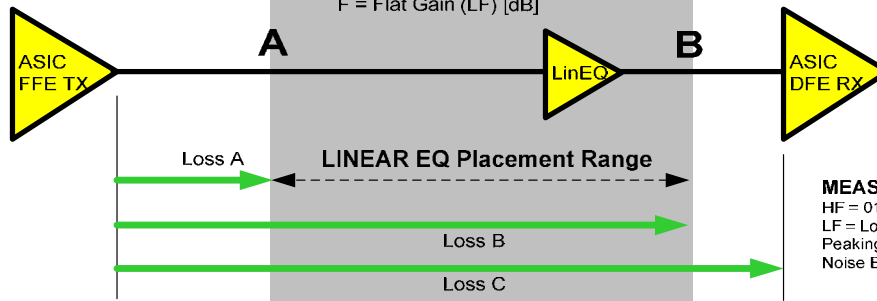 F = Flat Gain (LF) [dB]
A
B
ASIC
FFE TX
LinEQ
ASIC
DFE RX
Loss A
LINEAR EQ Placement Range
Loss B
Loss C
MEAS
HF = 01
LF = Lo
Peaking
Noise B